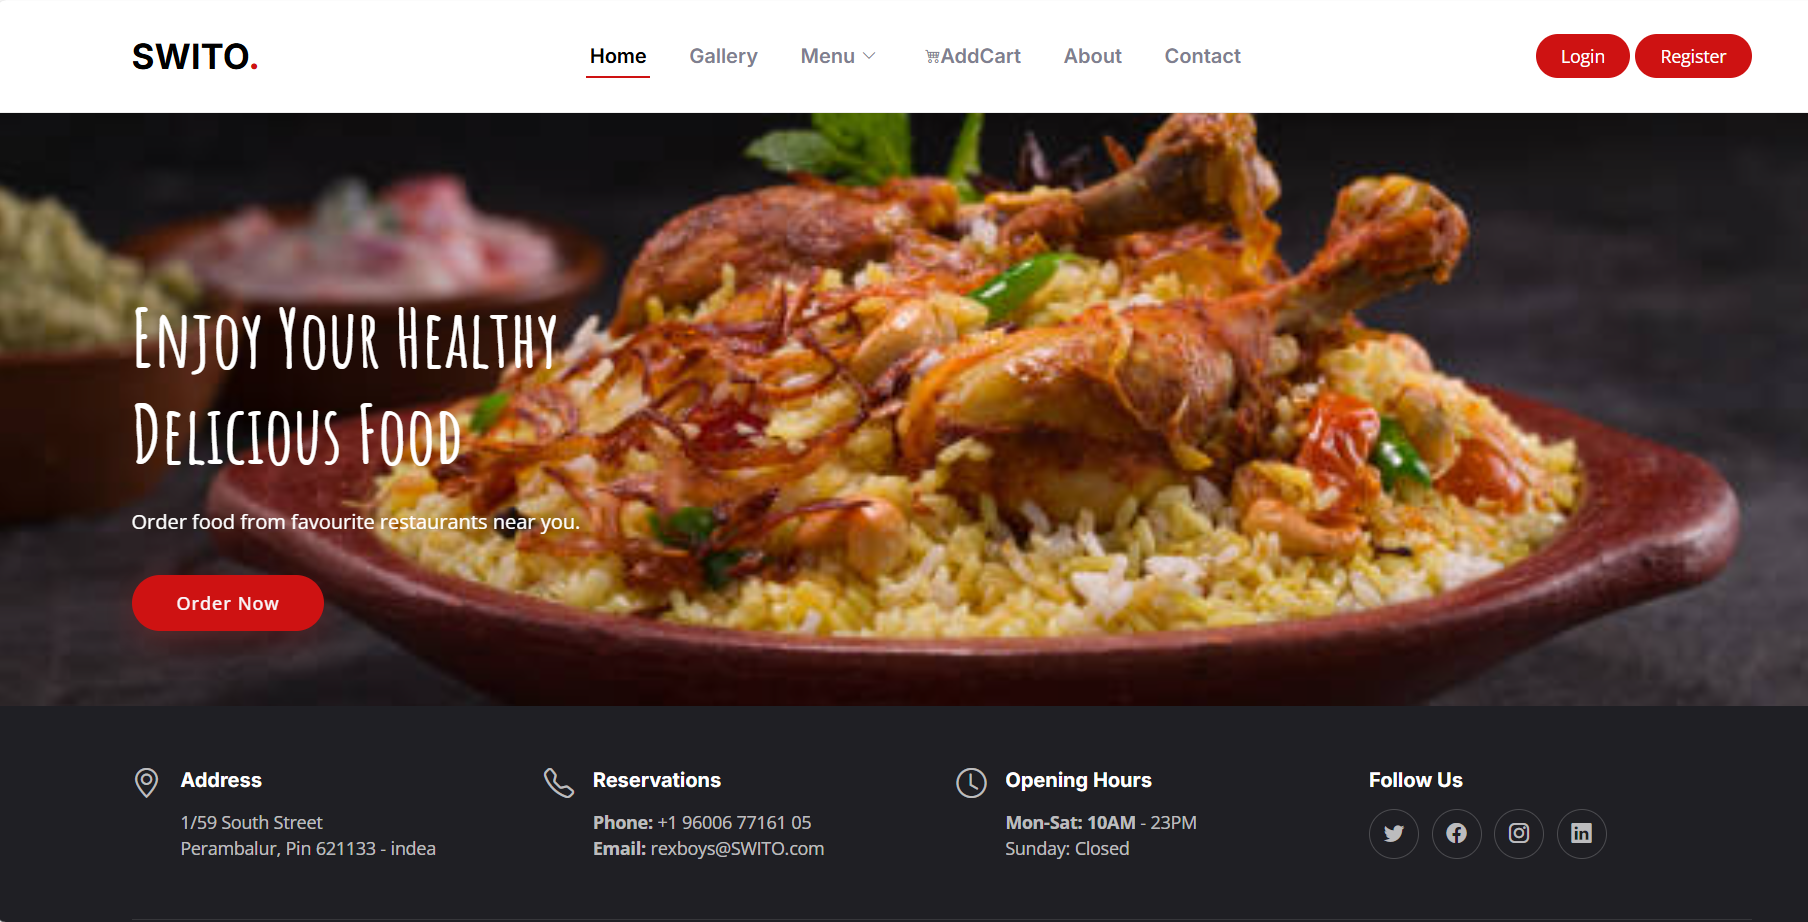 SWITO.
Home
Gallery
Menu
AddCart
About
Contact
Login
Register
Enjoy Your Healthy
Delicious Food
Order food from favourite restaurants near you.
Order Now
Address
1/59 South Street
Perambalur, Pin 621133 - indea
Reservations
Phone: +1 96006 77161 05
Email: rexboys@SWITO.com
Opening Hours
Mon-Sat: 10AM - 23PM
Sunday: Closed
Follow Us